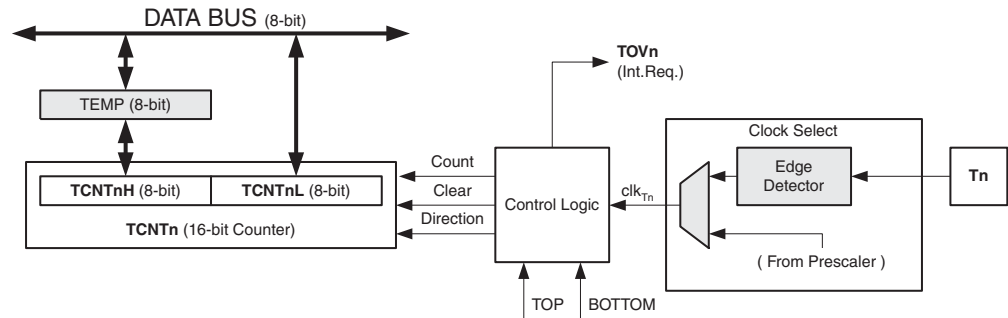 DATA BUS (8-bit)
TOVn
(Int.Req.)
TEMP (8-bit)
Clock Select
Count
Edge
Detector
Tn
TCNTnH (8-bit) TCNTnL (8-bit)
Clear
Control Logic
clkTn
TCNTn (16-bit Counter)
Direction
( From Prescaler )
TOP
BOTTOM